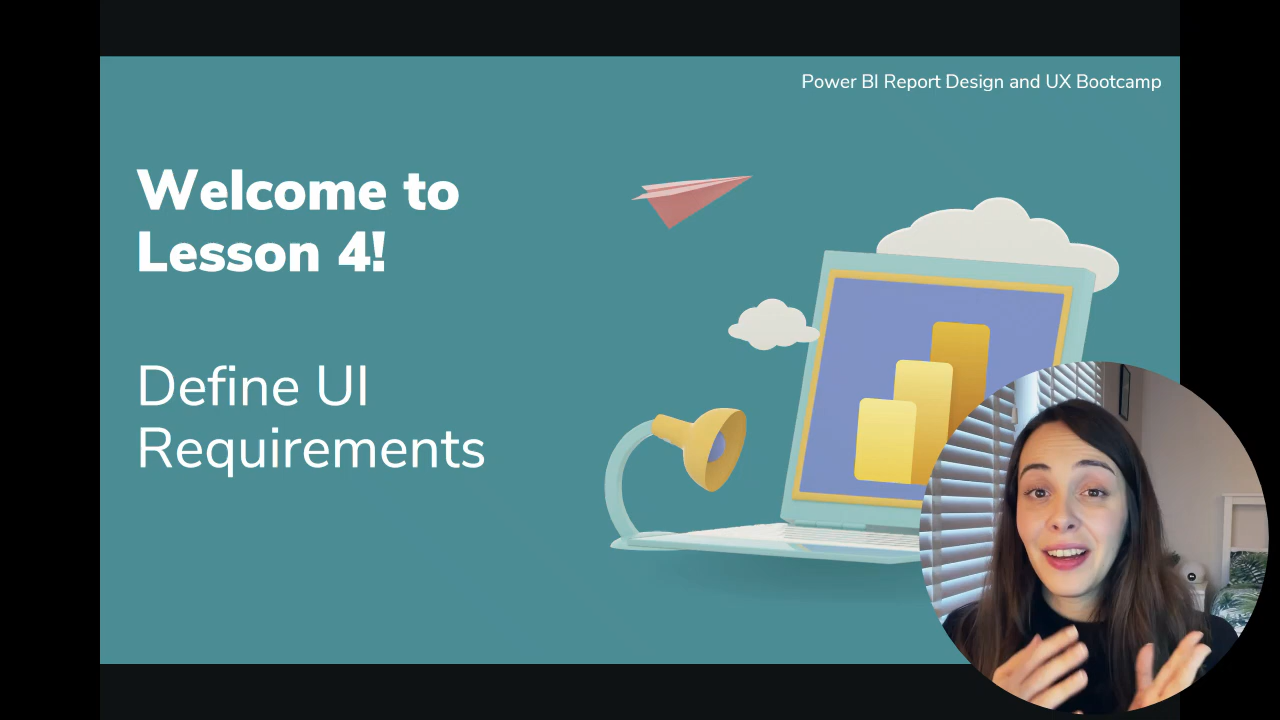 Power BI Report Design and UX Bootcamp
Welcome to
Lesson 4!
Define UI
Requirements